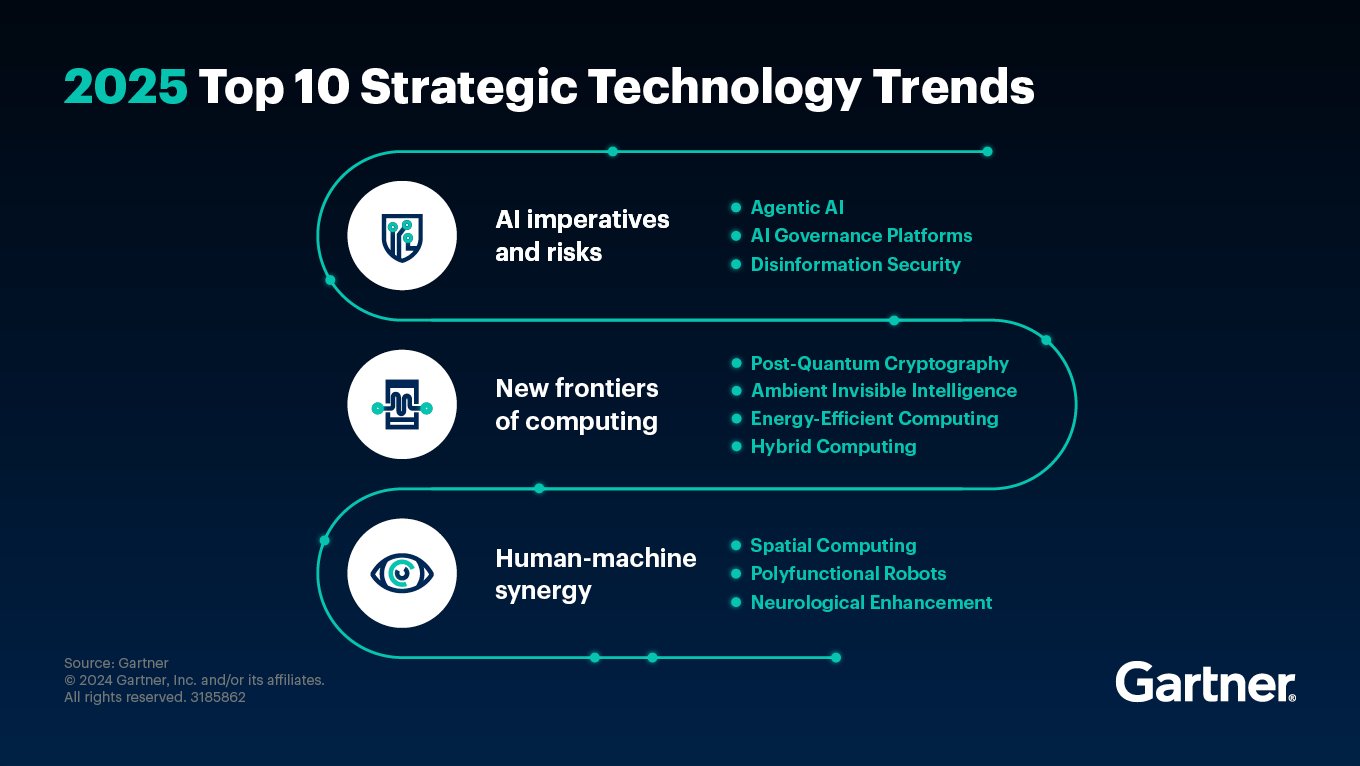 2025 Top 10 Strategic Technology Trends
AI imperatives
and risks
Agentic AI
AI Governance Platforms
Disinformation Security
New frontiers
of computing
Post-Quantum Cryptography
Ambient Invisible Intelligence
Energy-Efficient Computing
Hybrid Computing
Human-machine
synergy
Spatial Computing
Polyfunctional Robots
Neurological Enhancement
Source: Gartner
© 2024 Gartner, Inc. and/or its affiliates.
All rights reserved. 3185862
Gartner®